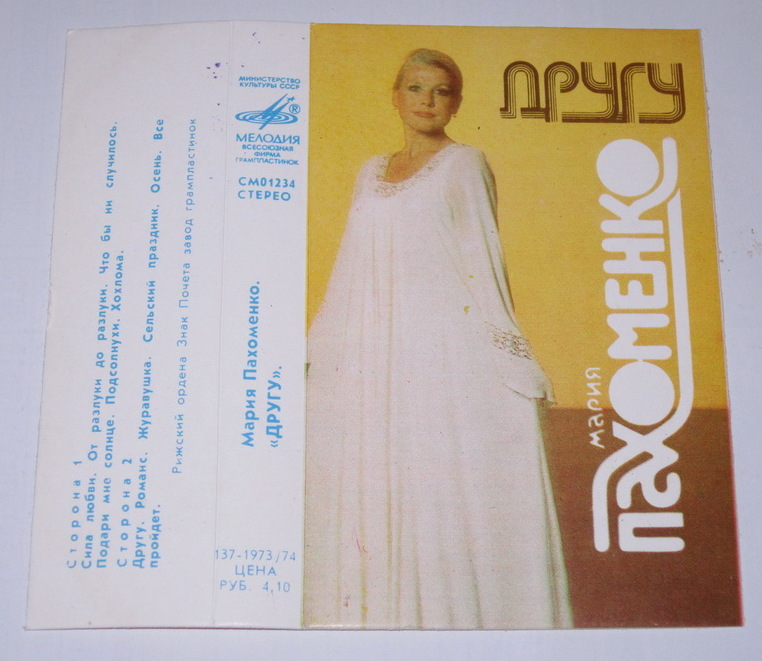 Сторона 1
Сила любви. От разлуки до разлуки. Что бы ни случилось.
Подари мне солнце. Подсолнухи. Хохлома.
Сторона 2
Другу. Романс. Журавушка. Сельский праздник. Осень. Все
пройдет.
Рижский ордена Знак Почета завод грампластинок
МИНИСТЕРСТВО
КУЛЬТУРЫ СССР
®
МЕЛОДИЯ
ВСЕСОЮЗНАЯ
ФИРМА
ГРАМПЛАСТИНОК
СМ01234
СТЕРЕО
Мария Пахоменко.
«ДРУГУ».
137-1973/74
ЦЕНА
РУБ. 4,10
ДРУГУ
мария
ПАХОМЕНКО